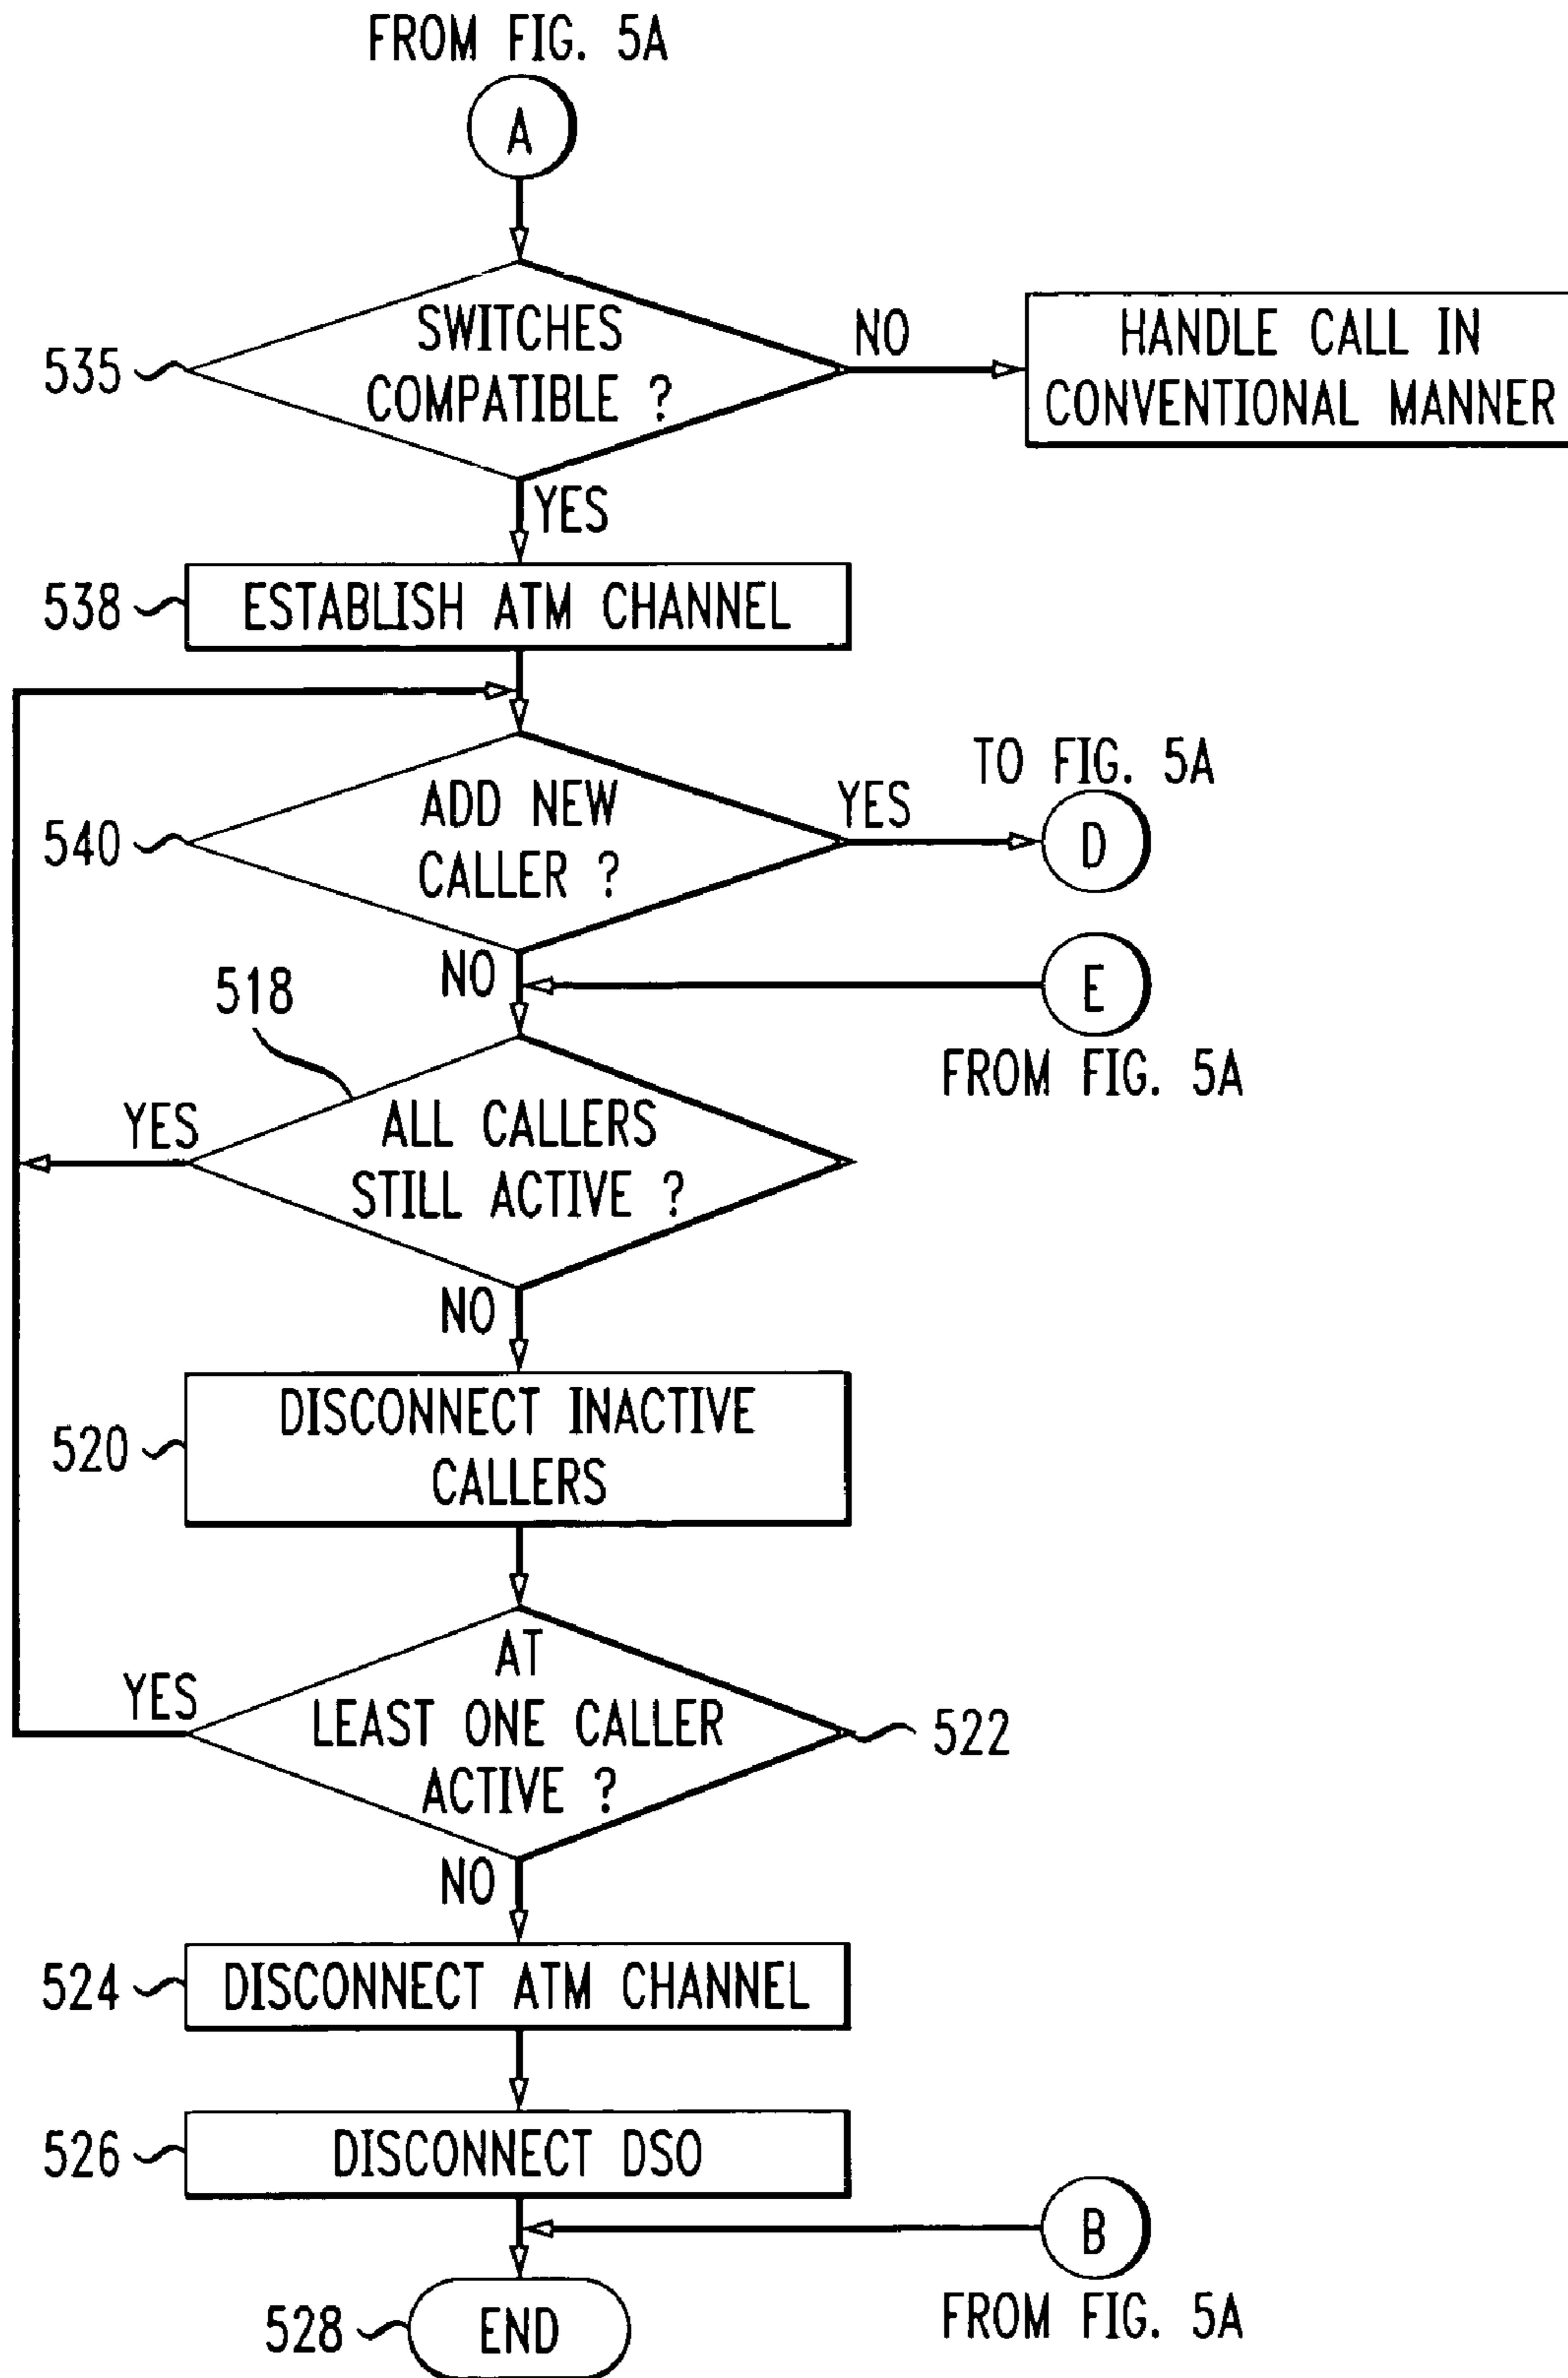 FROM FIG. 5A
A
SWITCHES
COMPATIBLE ?
535
NO
HANDLE CALL IN
CONVENTIONAL MANNER
YES
538
ESTABLISH ATM CHANNEL
ADD NEW
CALLER ?
540
YES
TO FIG. 5A
D
NO
E
FROM FIG. 5A
518
ALL CALLERS
STILL ACTIVE ?
YES
NO
520
DISCONNECT INACTIVE
CALLERS
AT
LEAST ONE CALLER
ACTIVE ?
YES
522
NO
524
DISCONNECT ATM CHANNEL
526
DISCONNECT DSO
B
FROM FIG. 5A
528
END